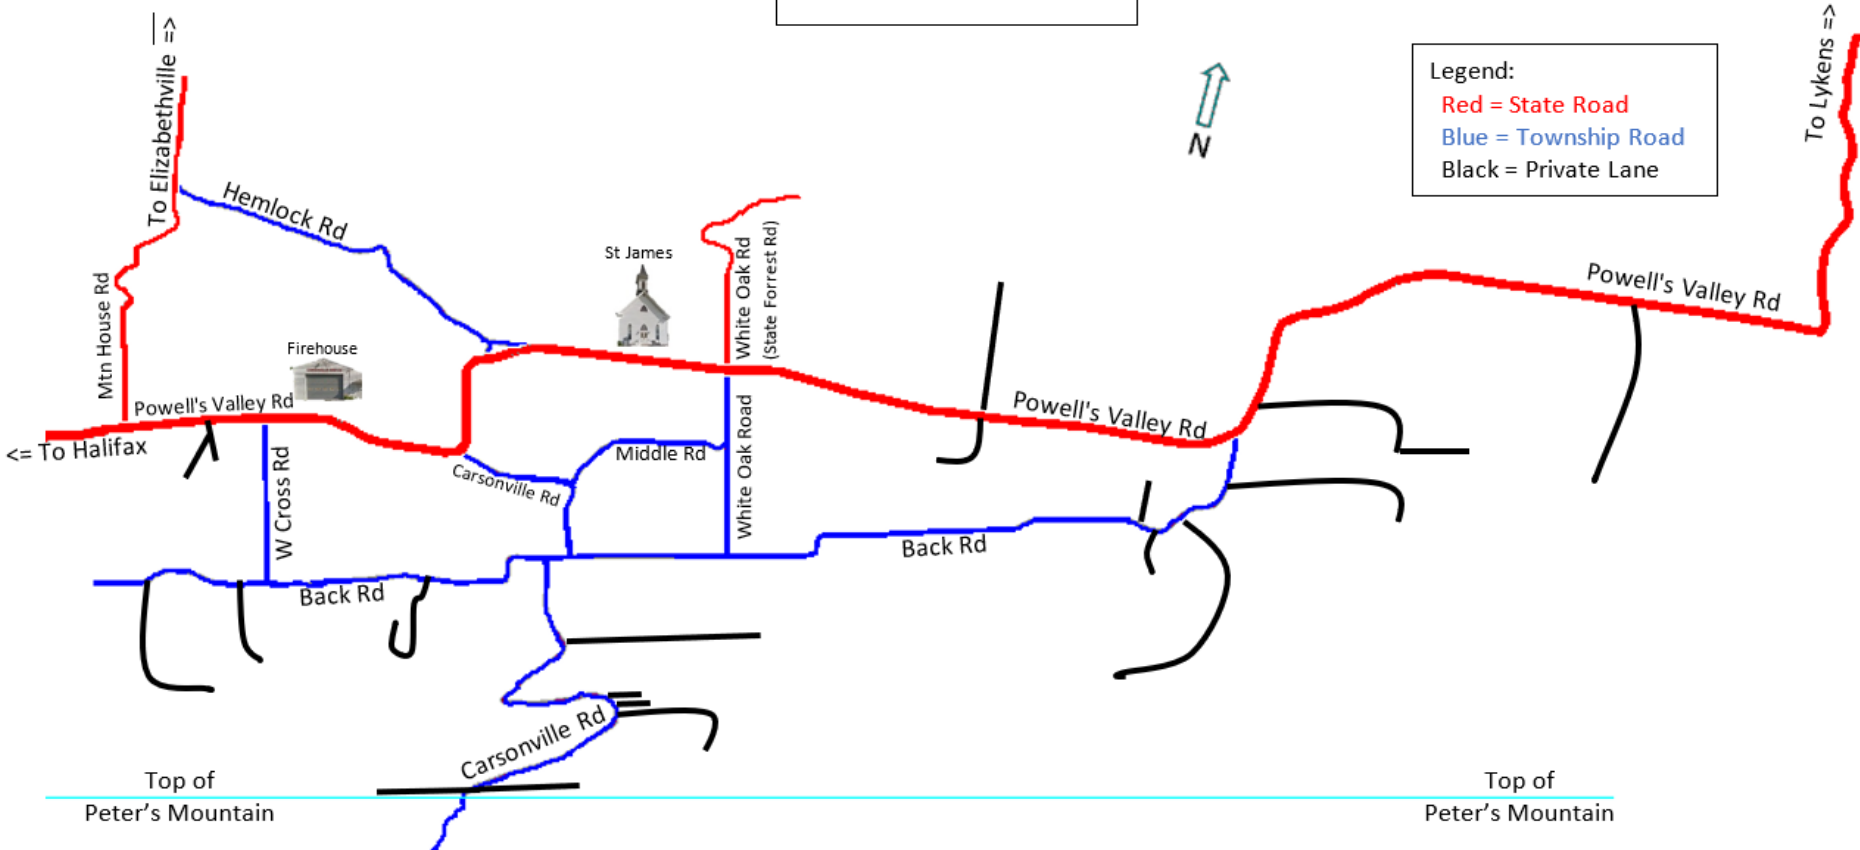 To Elizabethville =>
To Lykens =>
Legend:
Red = State Road
Blue = Township Road
Black = Private Lane
N
Hemlock Rd
St James
White Oak Rd
(State Forrest Rd)
Mtn House Rd
Firehouse
Powell's Valley Rd
Powell's Valley Rd
Powell's Valley Rd
<= To Halifax
W Cross Rd
Carsonville Rd
Middle Rd
White Oak Road
Back Rd
Back Rd
Carsonville Rd
Top of
Peter’s Mountain
Top of
Peter’s Mountain